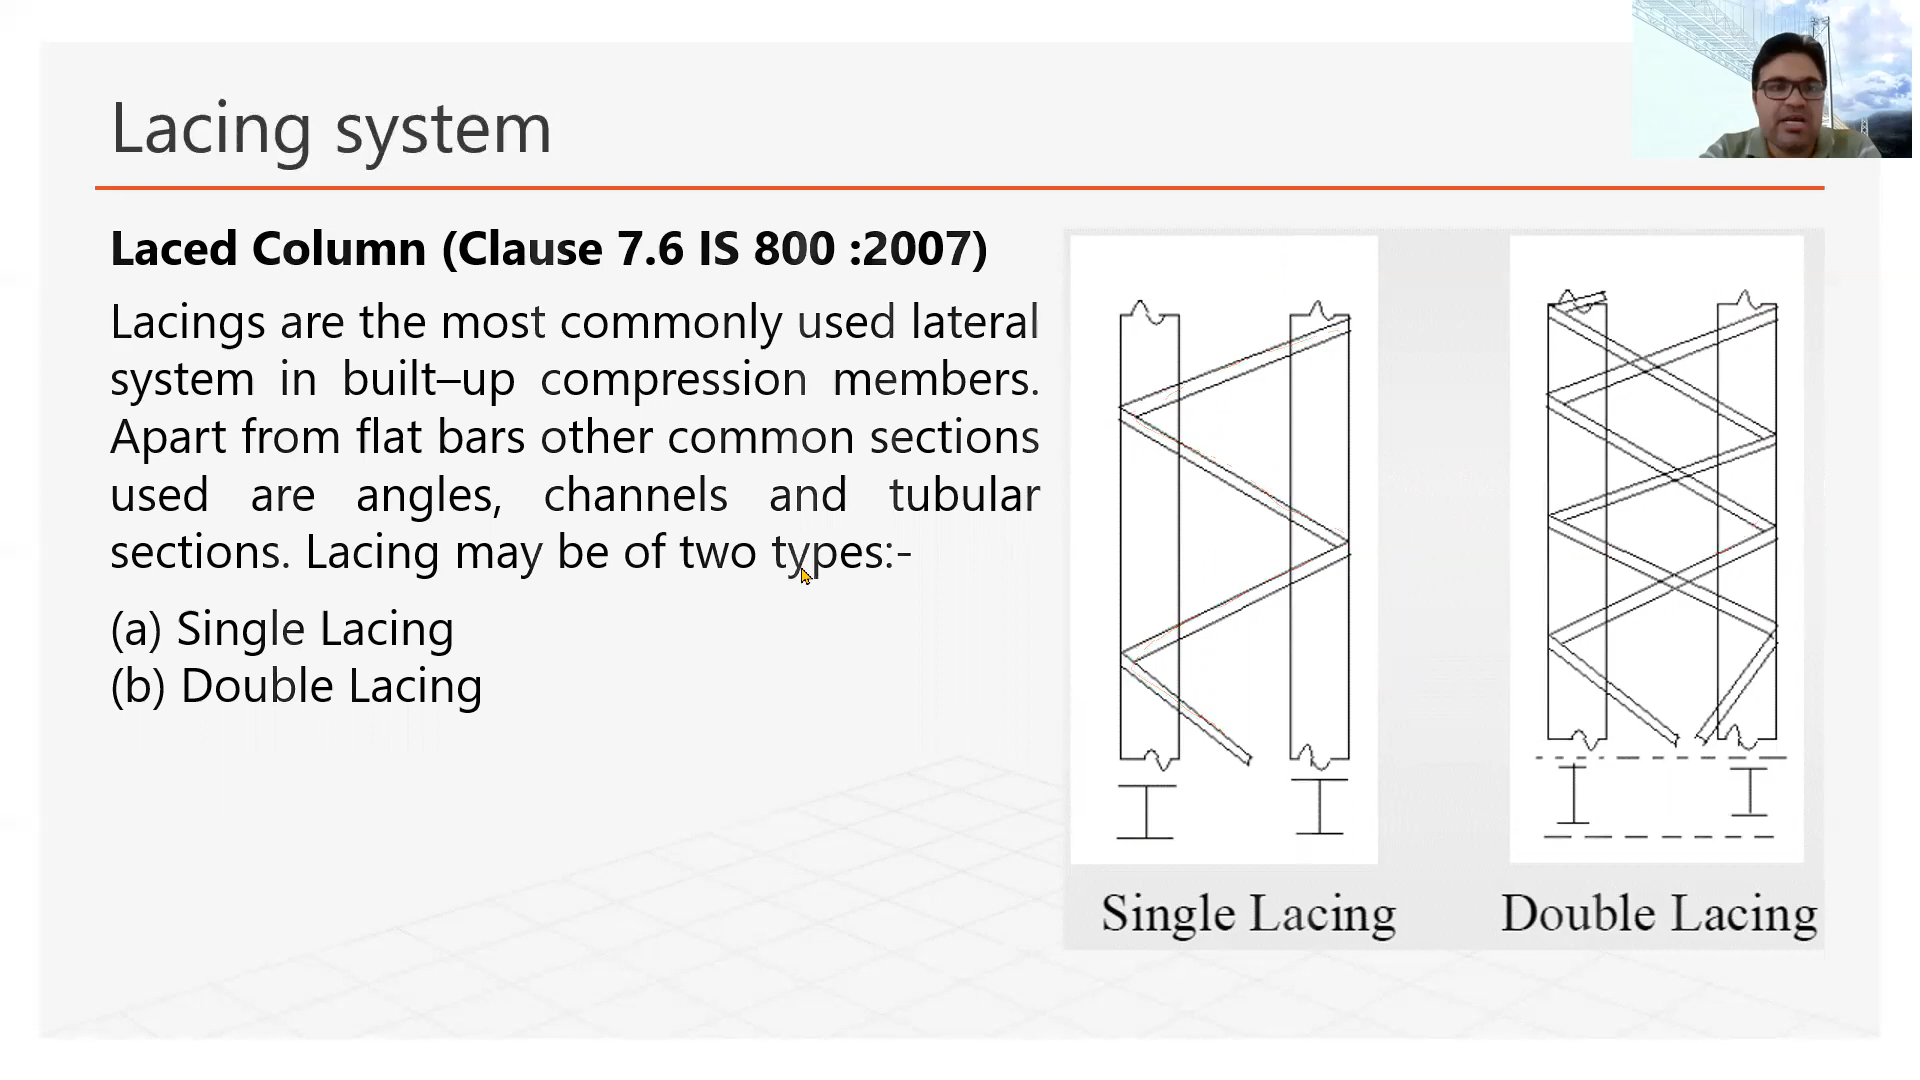 Lacing system
Laced Column (Clause 7.6 IS 800 :2007)
Lacings are the most commonly used lateral
system in built–up compression members.
Apart from flat bars other common sections
used are angles, channels and tubular
sections. Lacing may be of two types:-
(a) Single Lacing
(b) Double Lacing
Single Lacing
Double Lacing